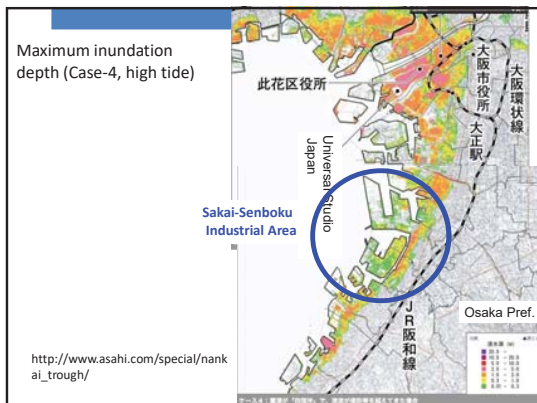 Maximum inundation
depth (Case-4, high tide)
此花区役所
大阪市役所
大阪環状線
大正駅
Universal Studio
Japan
Sakai-Senboku
Industrial Area
JR阪和線
Osaka Pref.
http://www.asahi.com/special/nank
ai_trough/